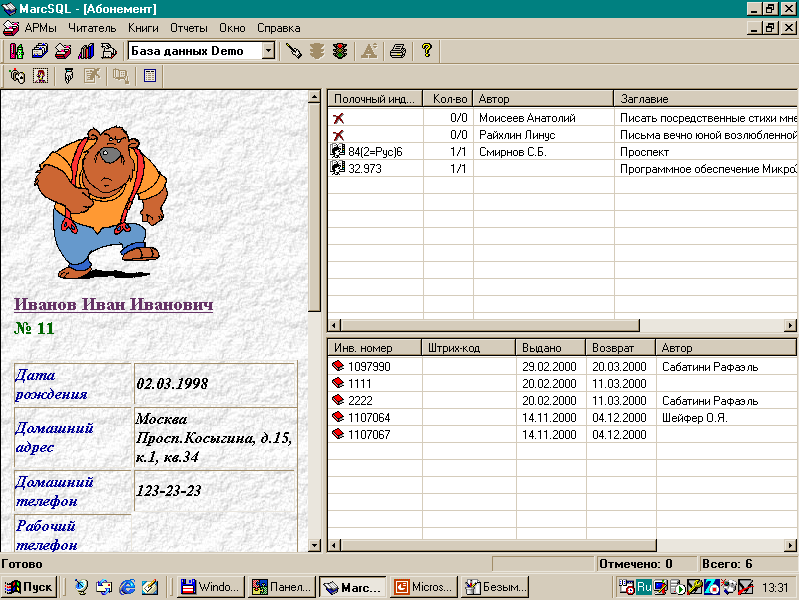 MarcSQL - [Абонемент]
АРМы Читатель Книги Отчеты Окно Справка
База данных Demo
Полочный инд... Кол-во Автор Заглавие
0/0 Моисеев Анатолий Писать посредственные стихи мне
0/0 Райхлин Линус Письма вечно юной возлюбленной
84(2=Рус)6 1/1 Смирнов С.Б. Проспект
32.973 1/1 Программное обеспечение Микро
Иванов Иван Иванович
№ 11
Дата рождения 02.03.1998
Домашний адрес Москва
Просп.Косыгина, д.15,
к.1, кв.34
Домашний телефон 123-23-23
Рабочий телефон
Инв. номер Штрих-код Выдано Возврат Автор
1097990 29.02.2000 20.03.2000 Сабатини Рафаэль
1111 20.02.2000 11.03.2000
2222 20.02.2000 11.03.2000 Сабатини Рафаэль
1107064 14.11.2000 04.12.2000 Шейфер О.Я.
1107067 14.11.2000 04.12.2000
Готово Отмечено: 0 Всего: 6
Пуск Windo... Панел... Marc... Micros... Безым... Ru 13:31